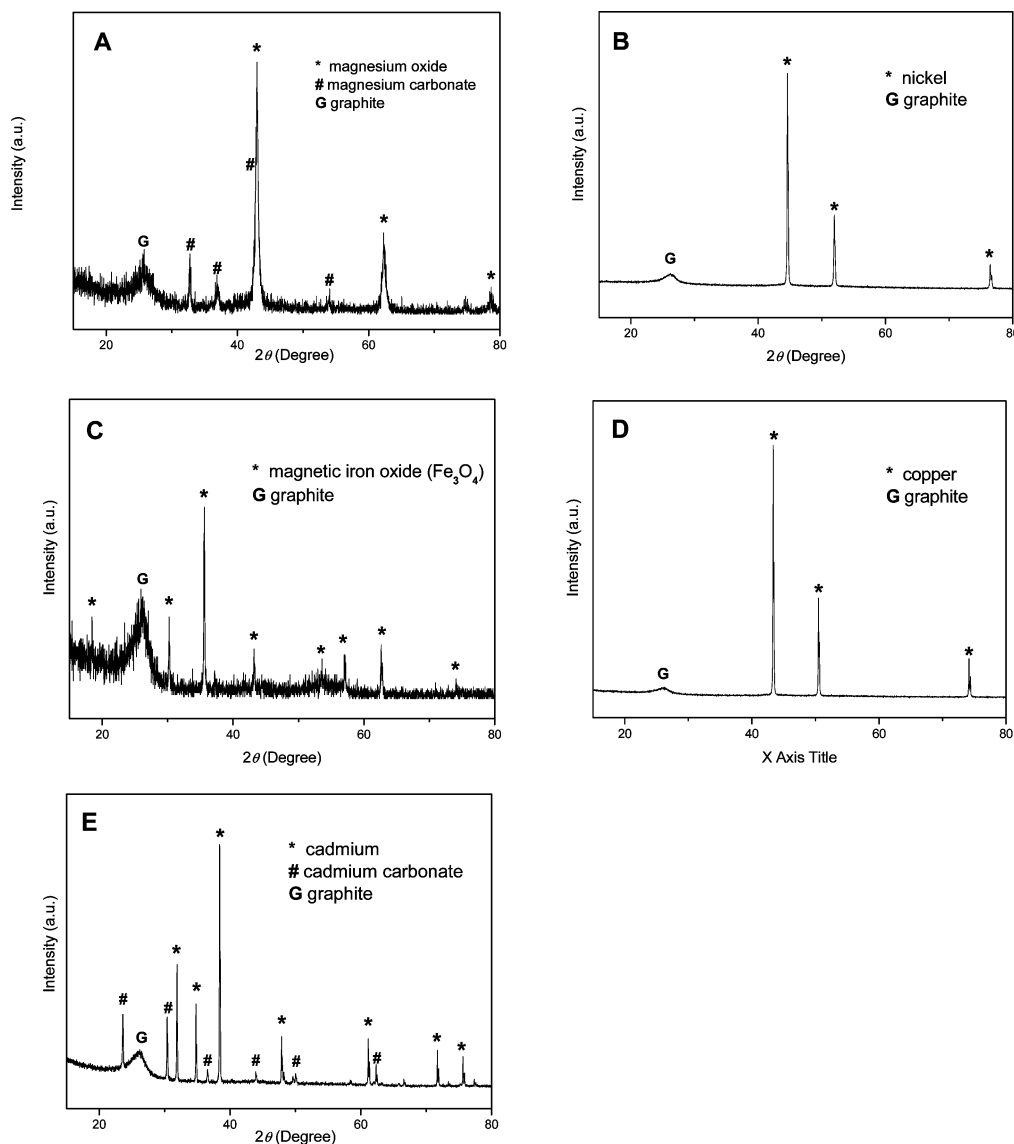 A
*
* magnesium oxide
# magnesium carbonate
G graphite
#
*
G
#
#
#
*
Intensity (a.u.)
20 40 60 80
2θ (Degree)
B
*
* nickel
G graphite
*
G
*
Intensity (a.u.)
20 40 60 80
2θ (Degree)
C
* magnetic iron oxide (Fe₃O₄)
G graphite
*
G
*
*
*
*
*
*
*
Intensity (a.u.)
20 40 60 80
2θ (Degree)
D
*
* copper
G graphite
*
*
G
Intensity (a.u.)
20 40 60 80
X Axis Title
E
*
* cadmium
# cadmium carbonate
G graphite
*
#
*
#
G
*
*
*
*
#
#
#
#
Intensity (a.u.)
20 40 60 80
2θ (Degree)